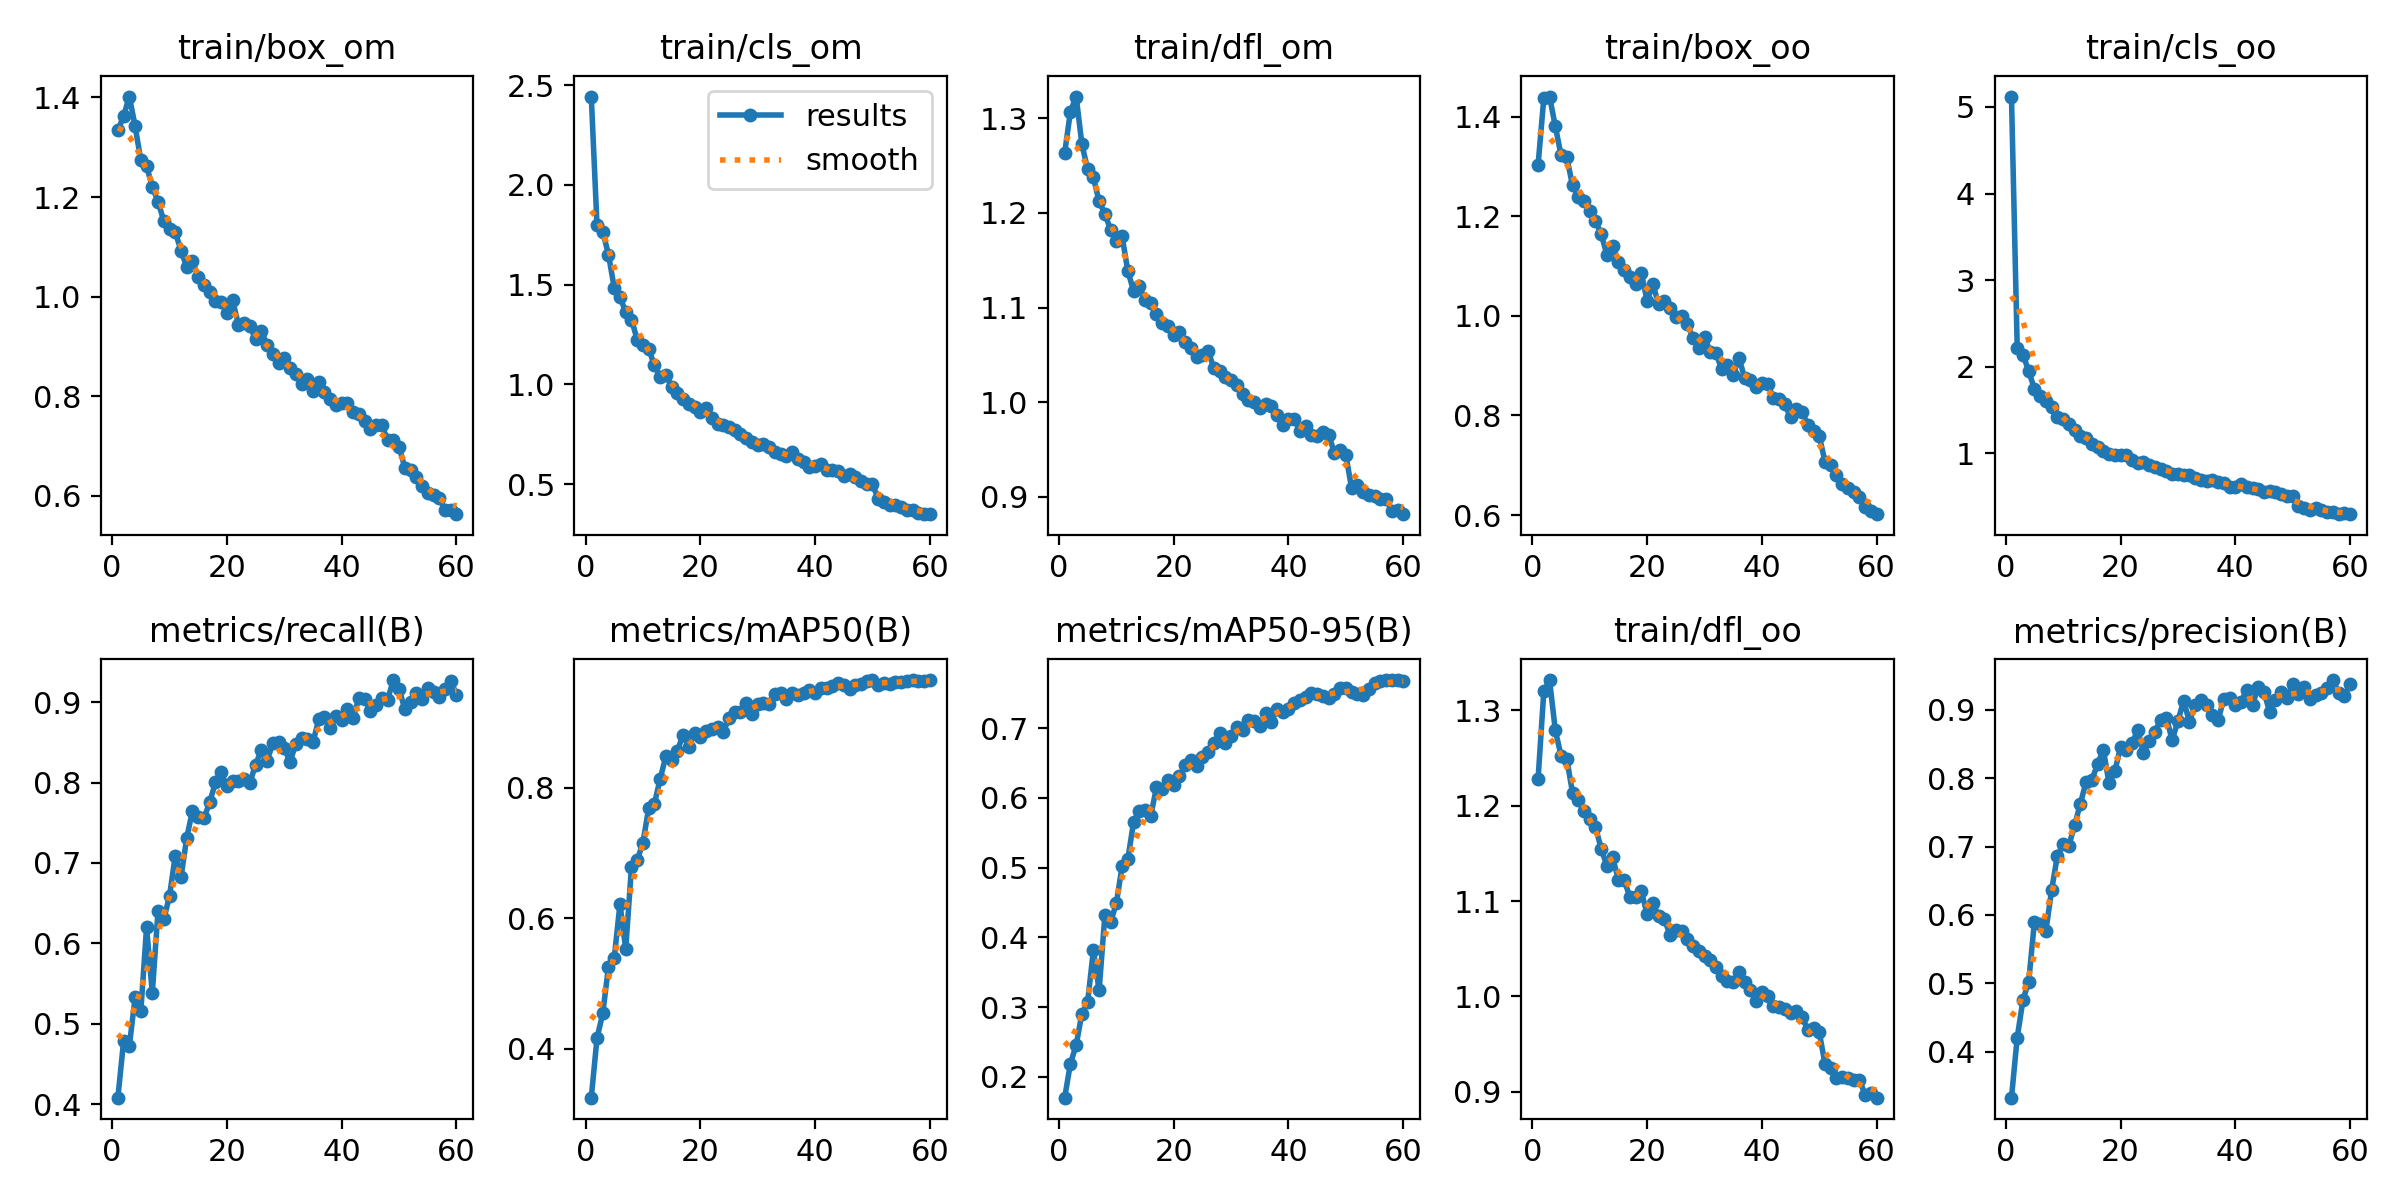 train/box_om
train/cls_om
train/dfl_om
train/box_oo
train/cls_oo
1.4
1.2
1.0
0.8
0.6
0 20 40 60
2.5
2.0
1.5
1.0
0.5
results
smooth
0 20 40 60
1.3
1.2
1.1
1.0
0.9
0 20 40 60
1.4
1.2
1.0
0.8
0.6
0 20 40 60
5
4
3
2
1
0 20 40 60
metrics/recall(B)
metrics/mAP50(B)
metrics/mAP50-95(B)
train/dfl_oo
metrics/precision(B)
0.9
0.8
0.7
0.6
0.5
0.4
0 20 40 60
0.8
0.6
0.4
0 20 40 60
0.7
0.6
0.5
0.4
0.3
0.2
0 20 40 60
1.3
1.2
1.1
1.0
0.9
0 20 40 60
0.9
0.8
0.7
0.6
0.5
0.4
0 20 40 60